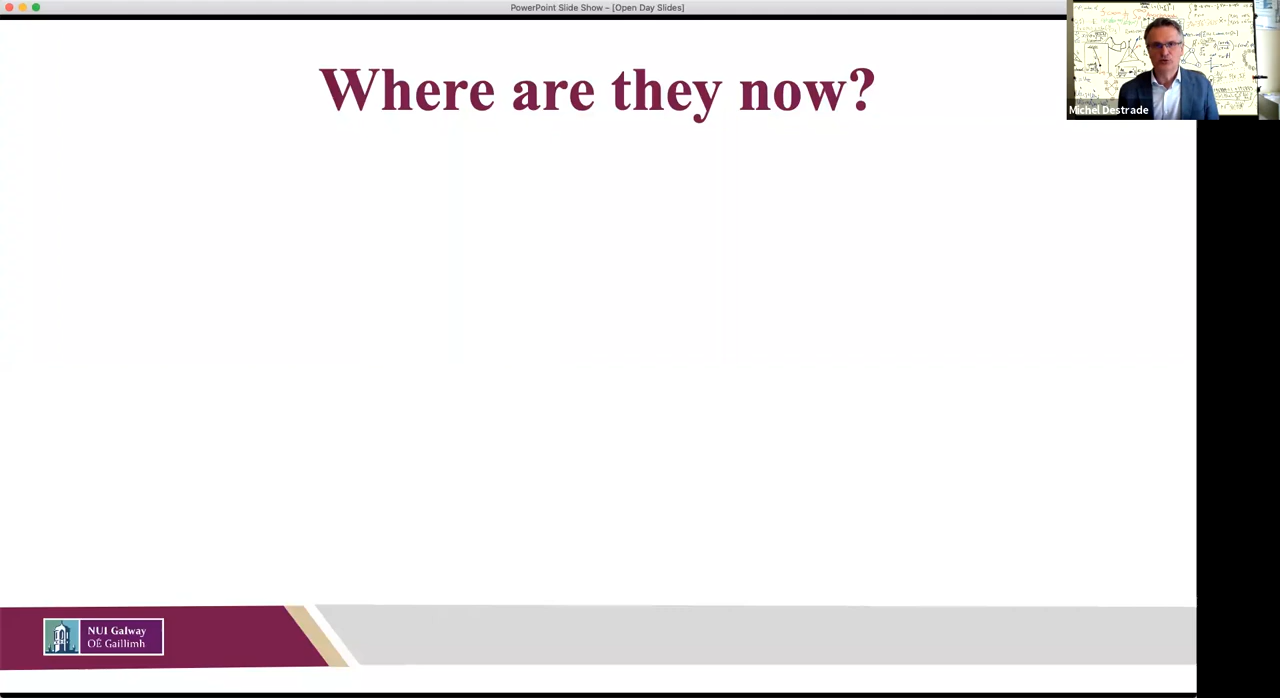 PowerPoint Slide Show – [Open Day Slides]
Where are they now?
Michel Destrade
NUI Galway
OÉ Gaillimh